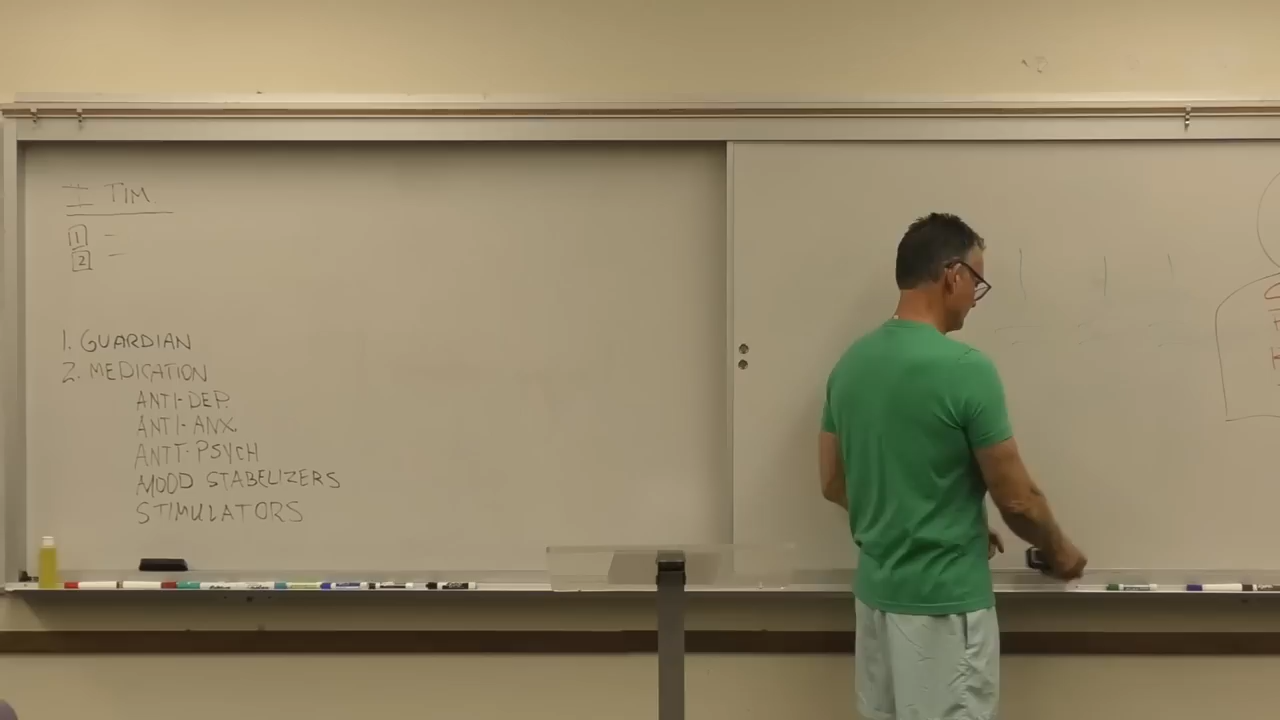 I TIM.
1 -
2 -
1. GUARDIAN
2. MEDICATION
ANTI-DEP.
ANTI-ANX.
ANTI-PSYCH
MOOD STABELIZERS
STIMULATORS